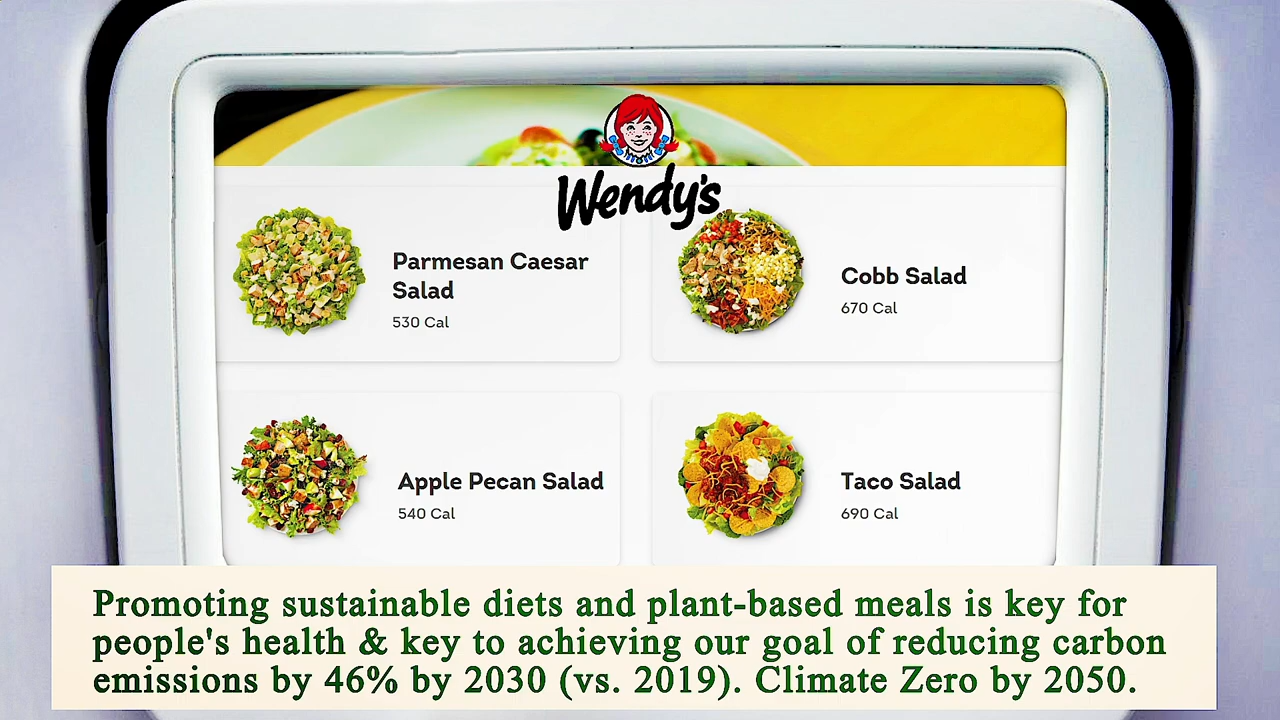 Wendy's
Parmesan Caesar
Salad
530 Cal
Cobb Salad
670 Cal
Apple Pecan Salad
540 Cal
Taco Salad
690 Cal
Promoting sustainable diets and plant-based meals is key for
people's health & key to achieving our goal of reducing carbon
emissions by 46% by 2030 (vs. 2019). Climate Zero by 2050.